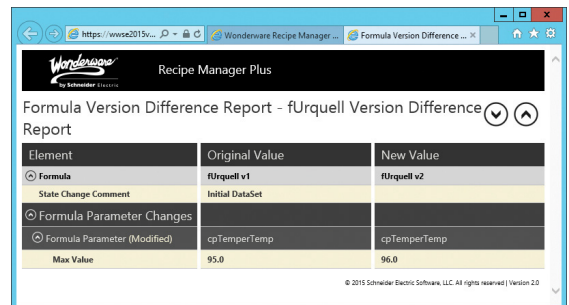 https://wwse2015v...
Wonderware Recipe Manager ...
Formula Version Difference ...
Wonderware
by Schneider Electric
Recipe Manager Plus
Formula Version Difference Report - fUrquell Version Difference
Report
Element Original Value New Value
Formula fUrquell v1 fUrquell v2
State Change Comment Initial DataSet
Formula Parameter Changes
Formula Parameter (Modified) cpTemperTemp cpTemperTemp
Max Value 95.0 96.0
© 2015 Schneider Electric Software, LLC. All rights reserved | Version 2.0